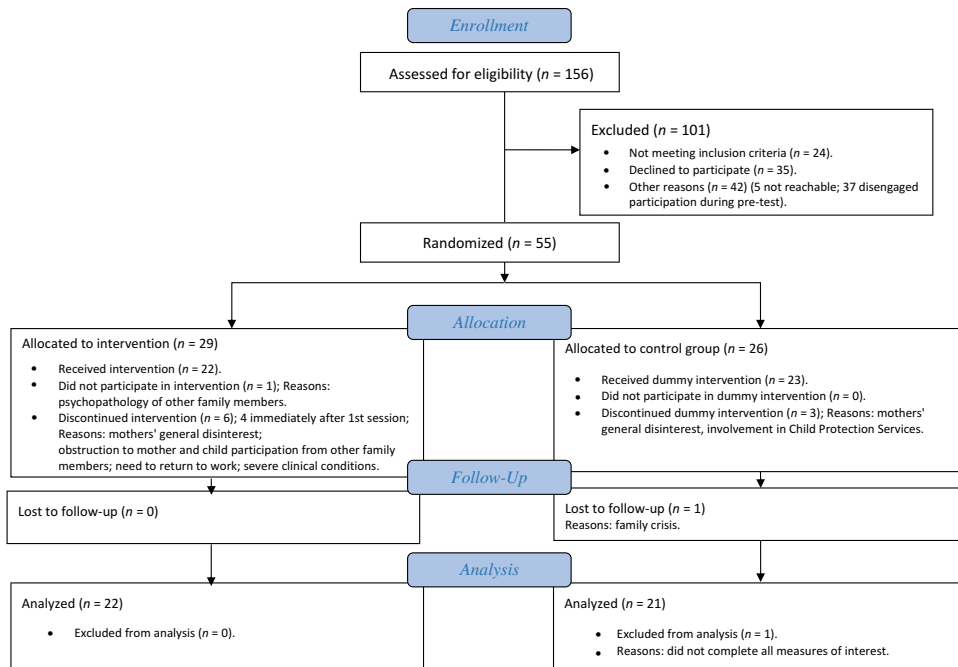 Enrollment
Assessed for eligibility (n = 156)
Excluded (n = 101)
• Not meeting inclusion criteria (n = 24).
• Declined to participate (n = 35).
• Other reasons (n = 42) (5 not reachable; 37 disengaged
participation during pre-test).
Randomized (n = 55)
Allocation
Allocated to intervention (n = 29)
• Received intervention (n = 22).
• Did not participate in intervention (n = 1); Reasons:
psychopathology of other family members.
• Discontinued intervention (n = 6); 4 immediately after 1st session;
Reasons: mothers' general disinterest;
obstruction to mother and child participation from other family
members; need to return to work; severe clinical conditions.
Allocated to control group (n = 26)
• Received dummy intervention (n = 23).
• Did not participate in dummy intervention (n = 0).
• Discontinued dummy intervention (n = 3); Reasons: mothers'
general disinterest, involvement in Child Protection Services.
Follow-Up
Lost to follow-up (n = 0)
Lost to follow-up (n = 1)
Reasons: family crisis.
Analysis
Analyzed (n = 22)
• Excluded from analysis (n = 0).
Analyzed (n = 21)
• Excluded from analysis (n = 1).
• Reasons: did not complete all measures of interest.